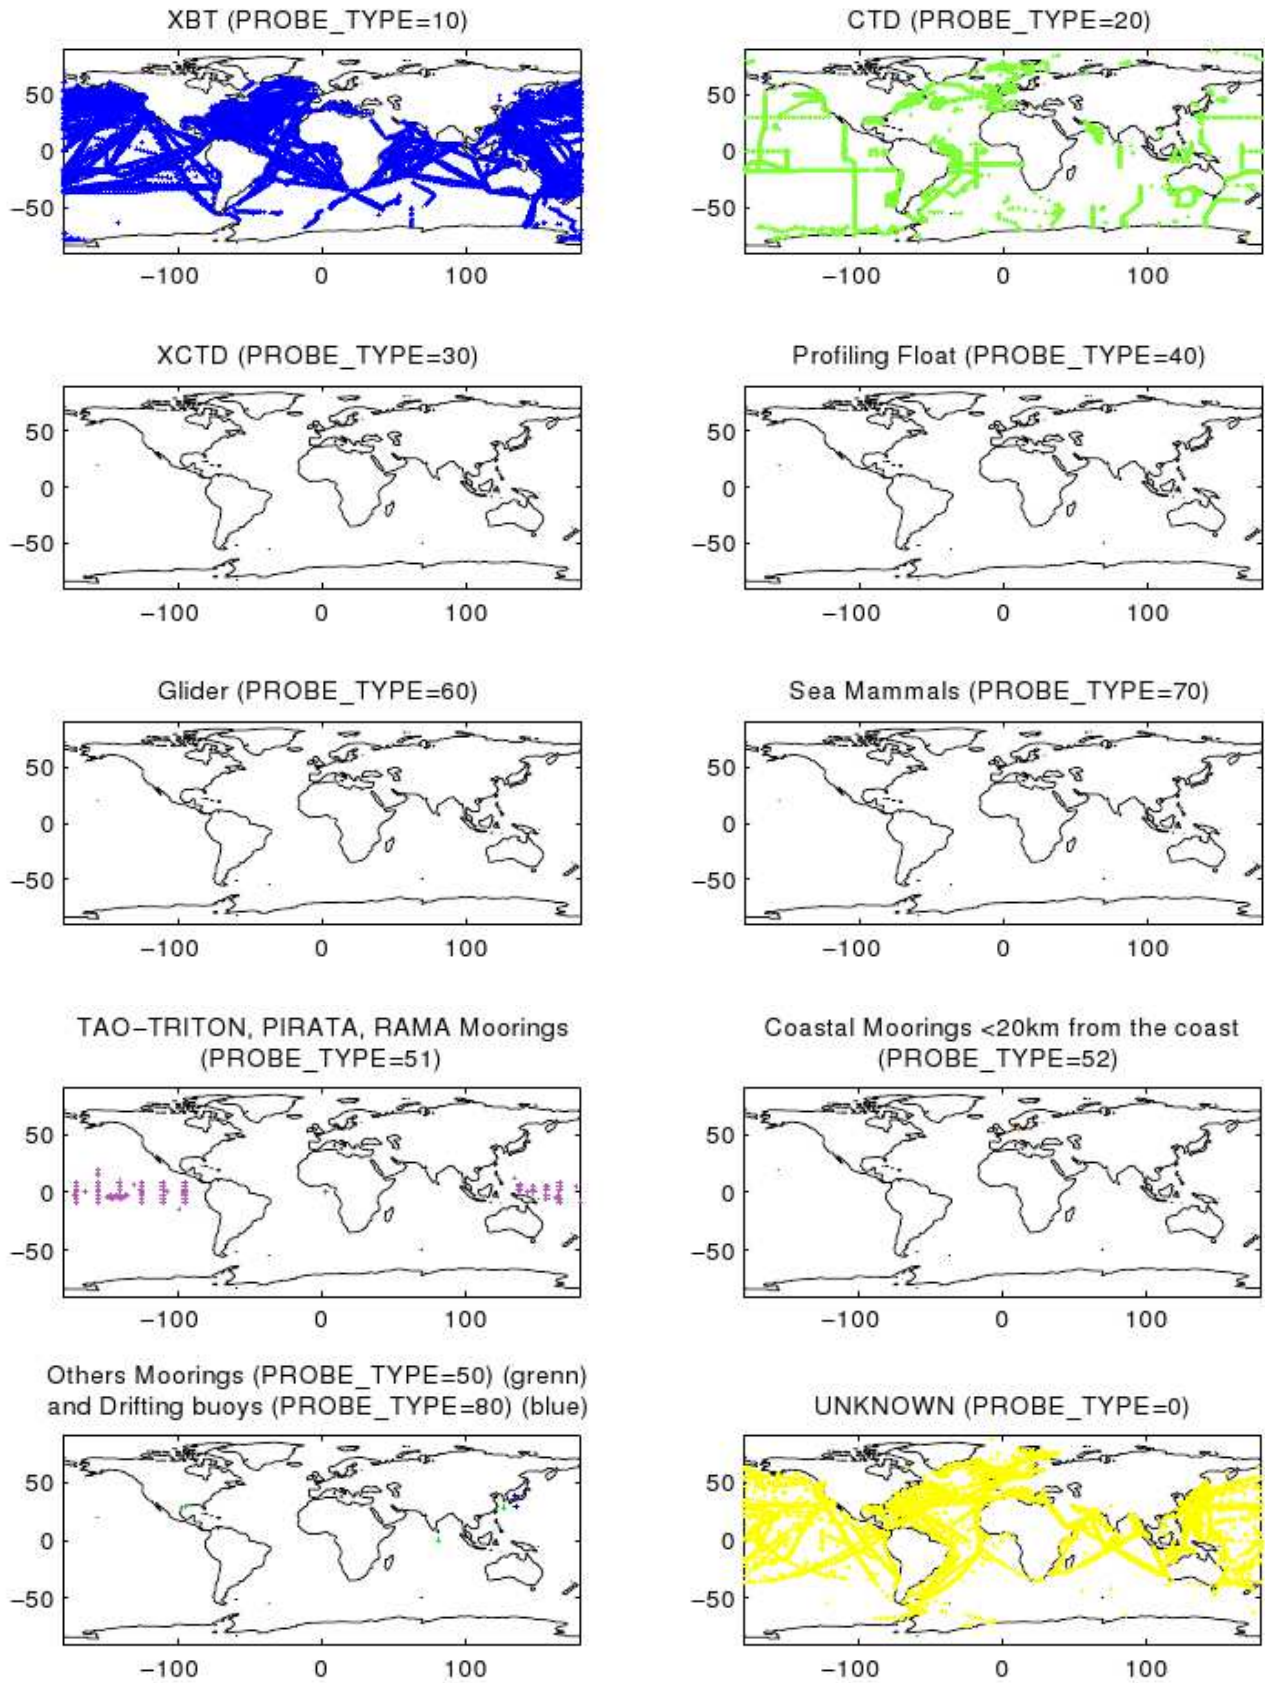 XBT (PROBE_TYPE=10)
50
0
−50
−100 0 100
CTD (PROBE_TYPE=20)
50
0
−50
−100 0 100
XCTD (PROBE_TYPE=30)
50
0
−50
−100 0 100
Profiling Float (PROBE_TYPE=40)
50
0
−50
−100 0 100
Glider (PROBE_TYPE=60)
50
0
−50
−100 0 100
Sea Mammals (PROBE_TYPE=70)
50
0
−50
−100 0 100
TAO−TRITON, PIRATA, RAMA Moorings
(PROBE_TYPE=51)
50
0
−50
−100 0 100
Coastal Moorings <20km from the coast
(PROBE_TYPE=52)
50
0
−50
−100 0 100
Others Moorings (PROBE_TYPE=50) (grenn)
and Drifting buoys (PROBE_TYPE=80) (blue)
50
0
−50
−100 0 100
UNKNOWN (PROBE_TYPE=0)
50
0
−50
−100 0 100